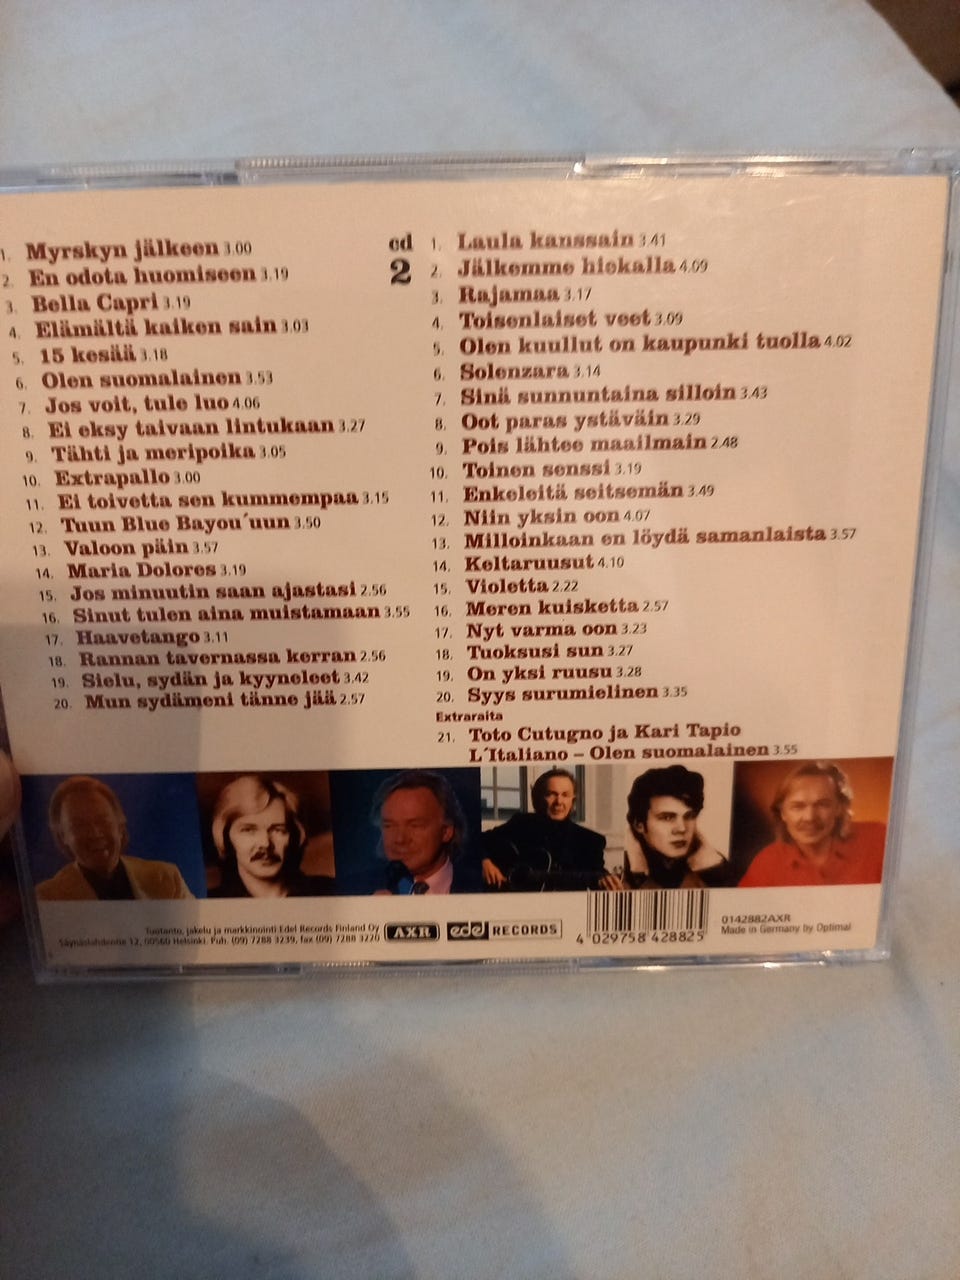 1. Myrskyn jälkeen 3.00
2. En odota huomiseen 3.19
3. Bella Capri 3.19
4. Elämältä kaiken sain 3.03
5. 15 kesää 3.18
6. Olen suomalainen 3.53
7. Jos voit, tule luo 4.06
8. Ei eksy taivaan lintukaan 3.27
9. Tähti ja meripoika 3.05
10. Extrapallo 3.00
11. Ei toivetta sen kummempaa 3.15
12. Tuun Blue Bayou´uun 3.50
13. Valoon päin 3.57
14. Maria Dolores 3.19
15. Jos minuutin saan ajastasi 2.56
16. Sinut tulen aina muistamaan 3.55
17. Haavetango 3.11
18. Rannan tavernassa kerran 2.56
19. Sielu, sydän ja kyyneleet 3.42
20. Mun sydämeni tänne jää 2.57
cd
2
1. Laula kanssain 3.41
2. Jälkemme hiekalla 4.09
3. Rajamaa 3.17
4. Toisenlaiset veet 3.09
5. Olen kuullut on kaupunki tuolla 4.02
6. Solenzara 3.14
7. Sinä sunnuntaina silloin 3.43
8. Oot paras ystäväin 3.29
9. Pois lähtee maailmain 2.48
10. Toinen senssi 3.19
11. Enkeleitä seitsemän 3.49
12. Niin yksin oon 4.07
13. Milloinkaan en löydä samanlaista 3.57
14. Keltaruusut 4.10
15. Violetta 2.22
16. Meren kuisketta 2.57
17. Nyt varma oon 3.23
18. Tuoksusi sun 3.27
19. On yksi ruusu 3.28
20. Syys surumielinen 3.35
Extraraita
21. Toto Cutugno ja Kari Tapio
L´Italiano – Olen suomalainen 3.55
Tuotanto, jakelu ja markkinointi Edel Records Finland Oy
Säynäslahdentie 12, 00560 Helsinki. Puh. (09) 7288 3239, fax (09) 7288 3220
AXR
edel RECORDS
4 029758 428825
0142882AXR
Made in Germany by Optimal